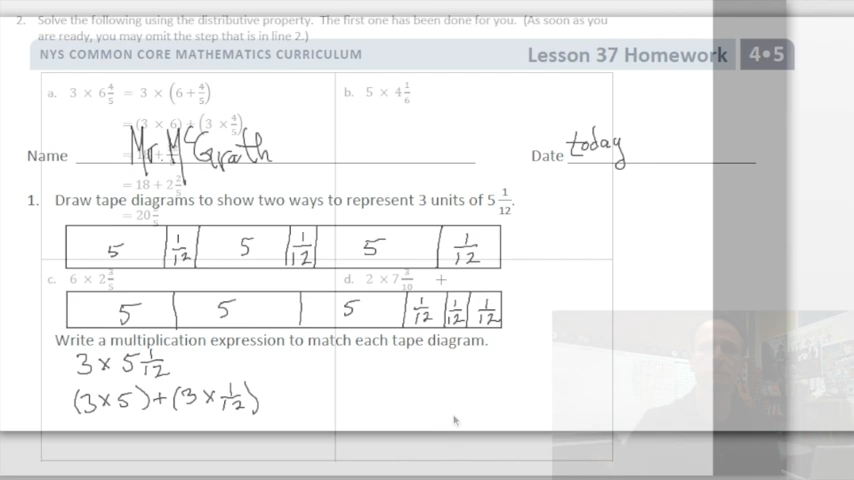 2. Solve the following using the distributive property. The first one has been done for you. (As soon as you
are ready, you may omit the step that is in line 2.)
NYS COMMON CORE MATHEMATICS CURRICULUM Lesson 37 Homework 4•5
a. 3 × 6 4/5 = 3 × (6 + 4/5) b. 5 × 4 1/6
= (3 × 6) + (3 × 4/5)
Name Mr. McGrath Date today
= 18 + 2 2/5
1. Draw tape diagrams to show two ways to represent 3 units of 5 1/12.
= 20 2/5
5 1/12 5 1/12 5 1/12
c. 6 × 2 3/5 d. 2 × 7 3/10 +
5 5 5 1/12 1/12 1/12
Write a multiplication expression to match each tape diagram.
3 × 5 1/12
(3 × 5) + (3 × 1/12)